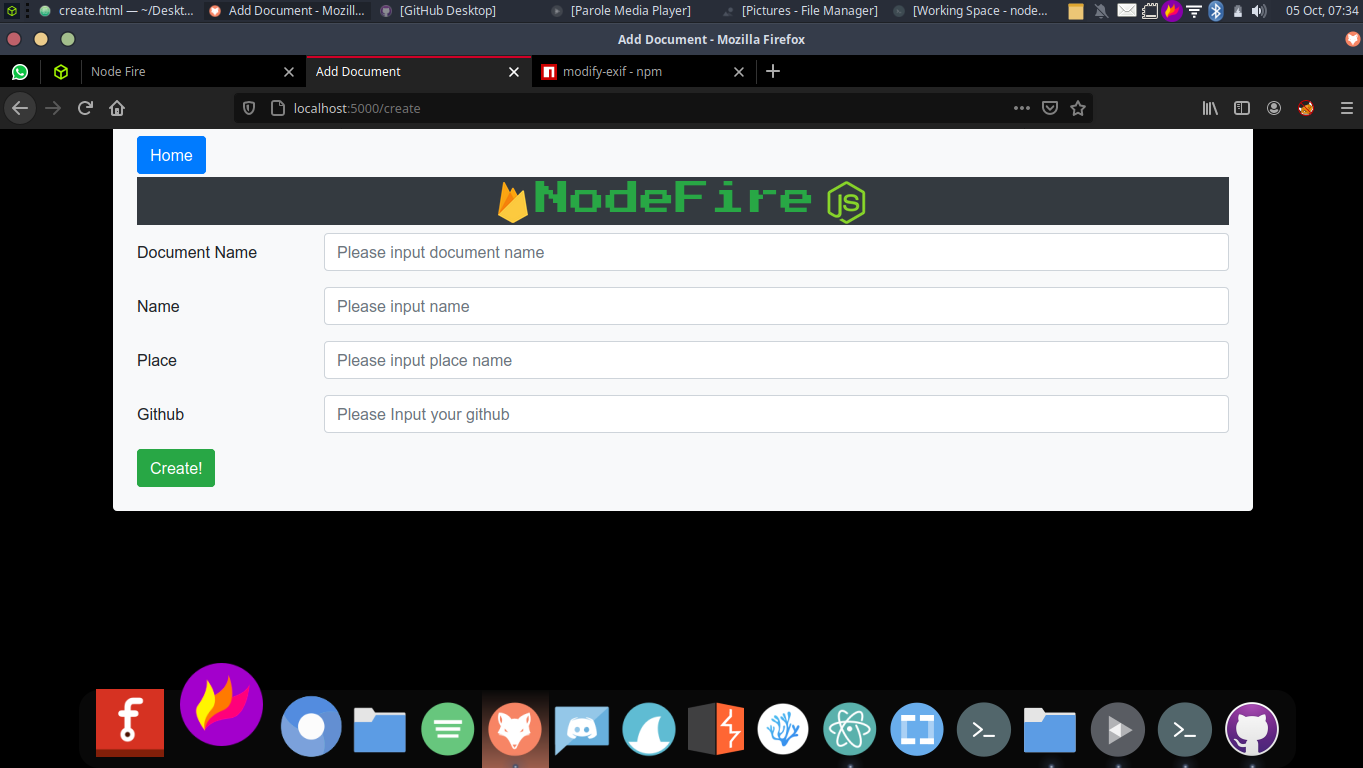 create.html — ~/Deskt...
Add Document - Mozill...
[GitHub Desktop]
[Parole Media Player]
[Pictures - File Manager]
[Working Space - node...
05 Oct, 07:34
Add Document - Mozilla Firefox
Node Fire
Add Document
modify-exif - npm
localhost:5000/create
Home
NodeFire
JS
Document Name
Please input document name
Name
Please input name
Place
Please input place name
Github
Please Input your github
Create!